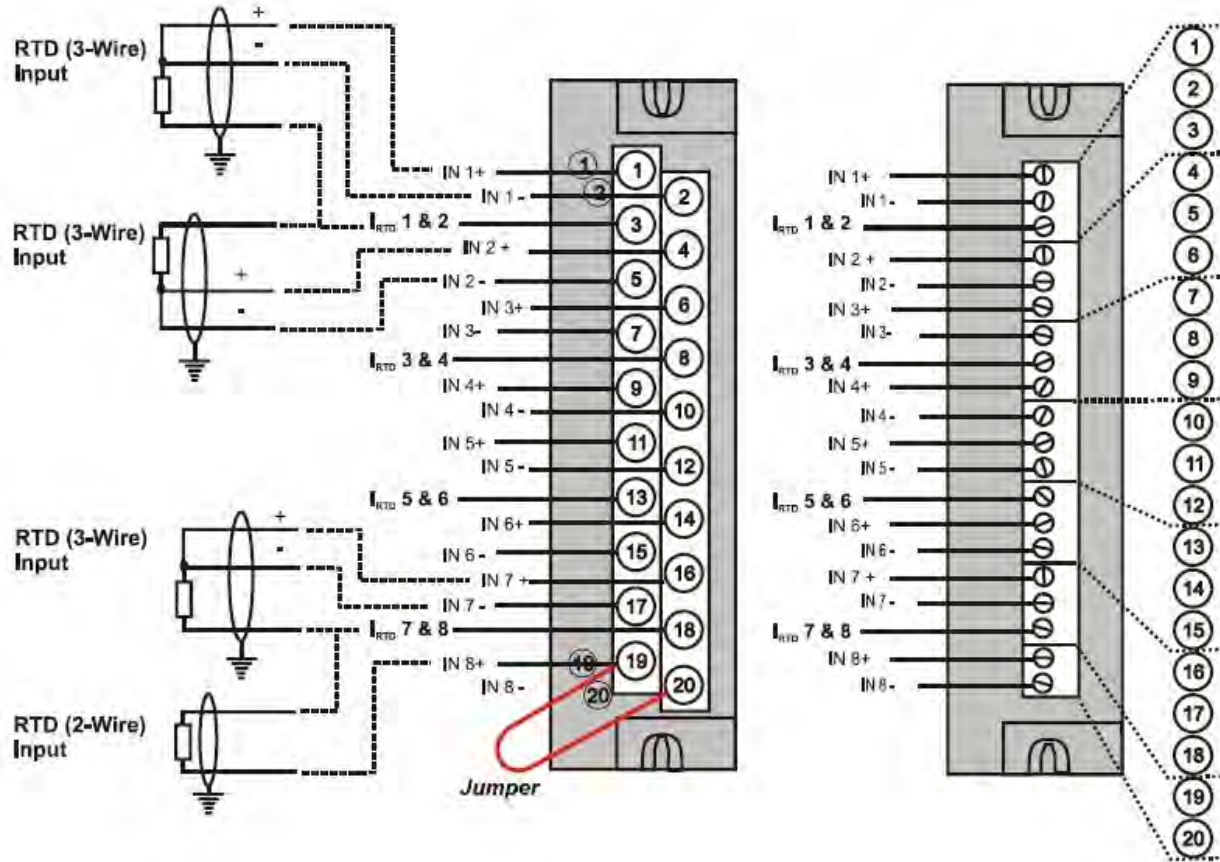 RTD (3-Wire)
Input
+
-
RTD (3-Wire)
Input
+
-
RTD (3-Wire)
Input
+
-
RTD (2-Wire)
Input
IN 1+
IN 1-
IRTD 1 & 2
IN 2 +
IN 2-
IN 3+
IN 3-
IRTD 3 & 4
IN 4+
IN 4-
IN 5+
IN 5-
IRTD 5 & 6
IN 6+
IN 6-
IN 7 +
IN 7-
IRTD 7 & 8
IN 8+
IN 8-
Jumper
1
2
19
20
1
2
3
4
5
6
7
8
9
10
11
12
13
14
15
16
17
18
19
20
IN 1+
IN 1-
IRTD 1 & 2
IN 2 +
IN 2-
IN 3+
IN 3-
IRTD 3 & 4
IN 4+
IN 4-
IN 5+
IN 5-
IRTD 5 & 6
IN 6+
IN 6-
IN 7 +
IN 7-
IRTD 7 & 8
IN 8+
IN 8-
1
2
3
4
5
6
7
8
9
10
11
12
13
14
15
16
17
18
19
20